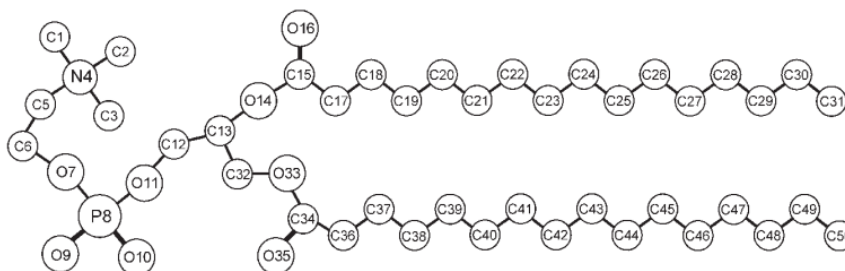 C1 C2 O16
N4 C15 C18 C20 C22 C24 C26 C28 C30
C5 C3 O14 C17 C19 C21 C23 C25 C27 C29 C31
C6 C12 C13
O7 O11 C32 O33
P8 C34 C37 C39 C41 C43 C45 C47 C49
O9 O10 O35 C36 C38 C40 C42 C44 C46 C48